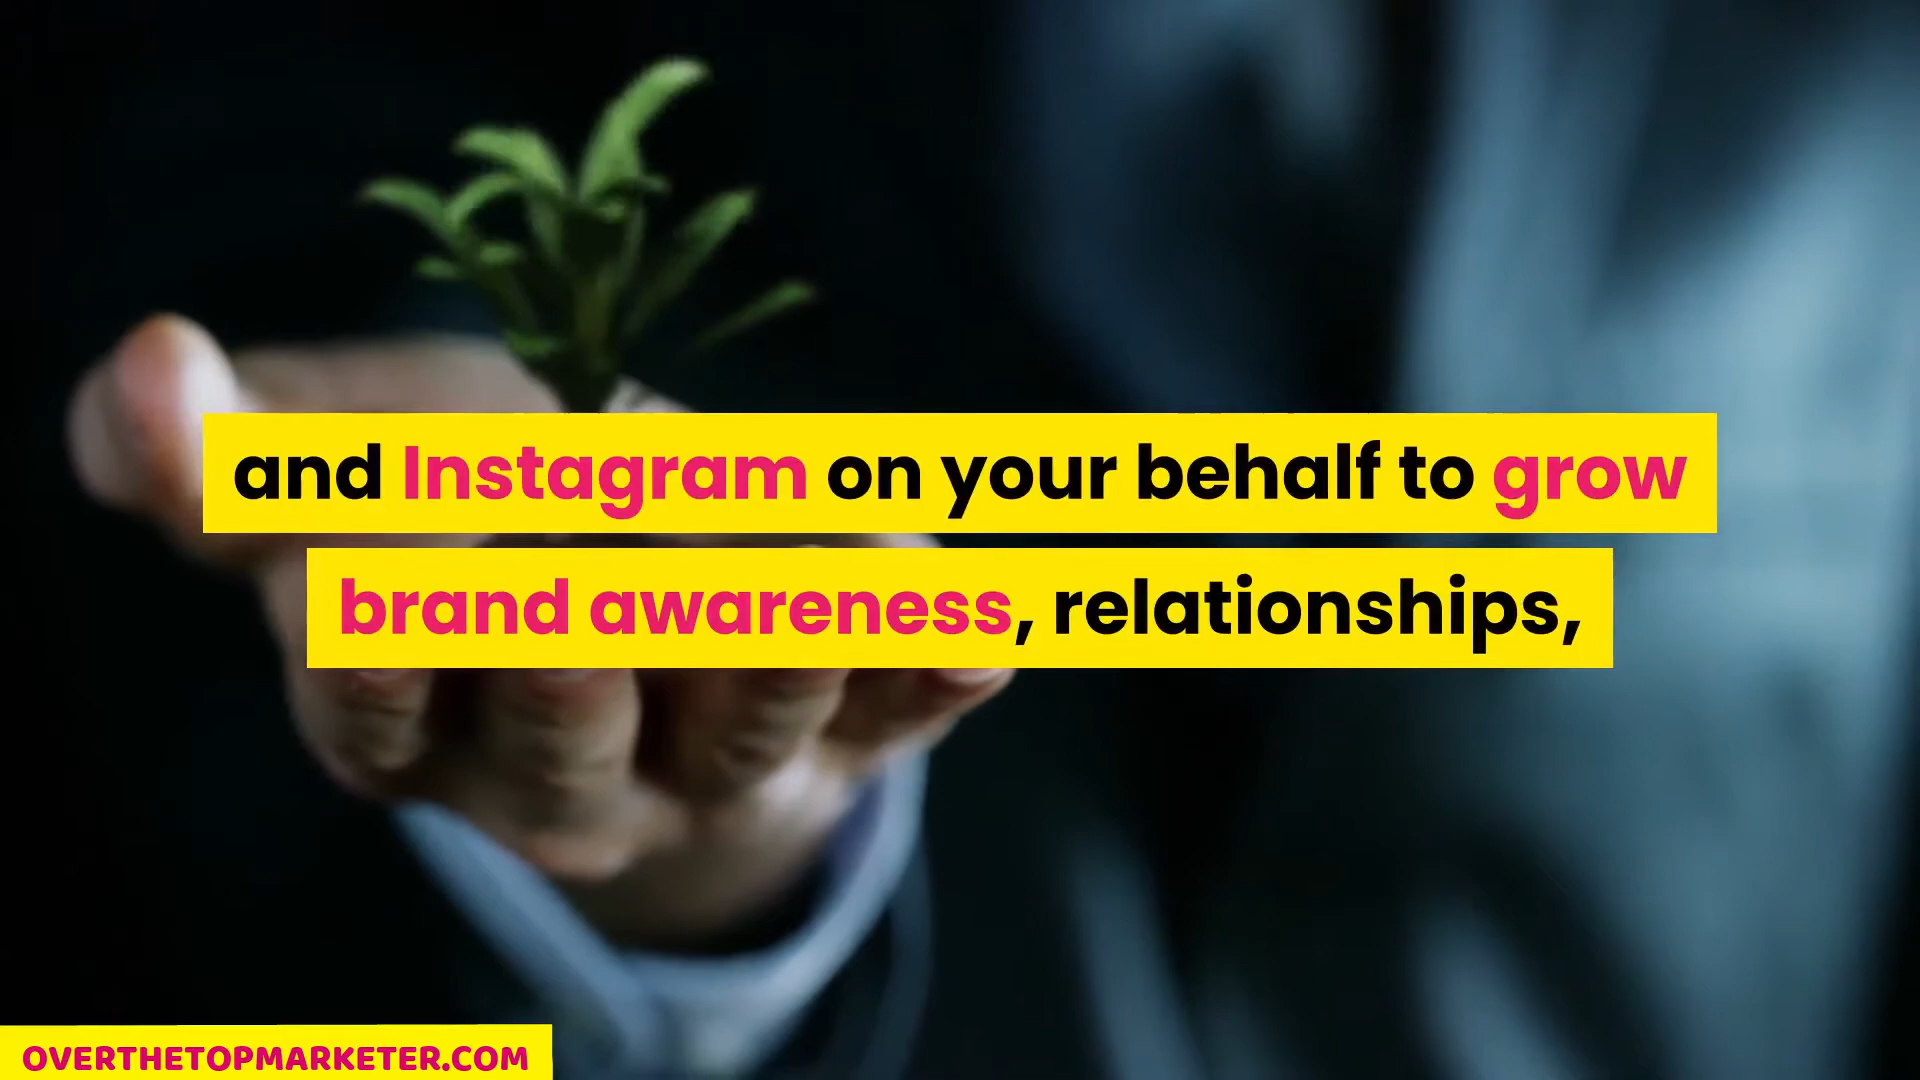 and Instagram on your behalf to grow
brand awareness, relationships,
OVERTHETOPMARKETER.COM